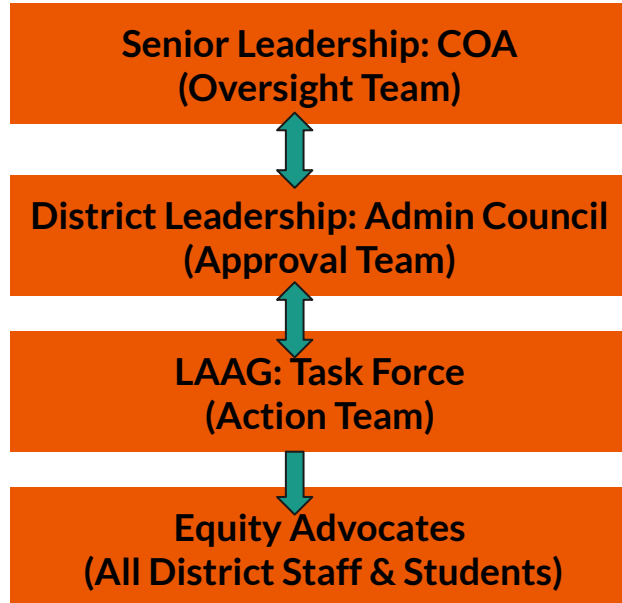 Senior Leadership: COA
(Oversight Team)
District Leadership: Admin Council
(Approval Team)
LAAG: Task Force
(Action Team)
Equity Advocates
(All District Staff & Students)